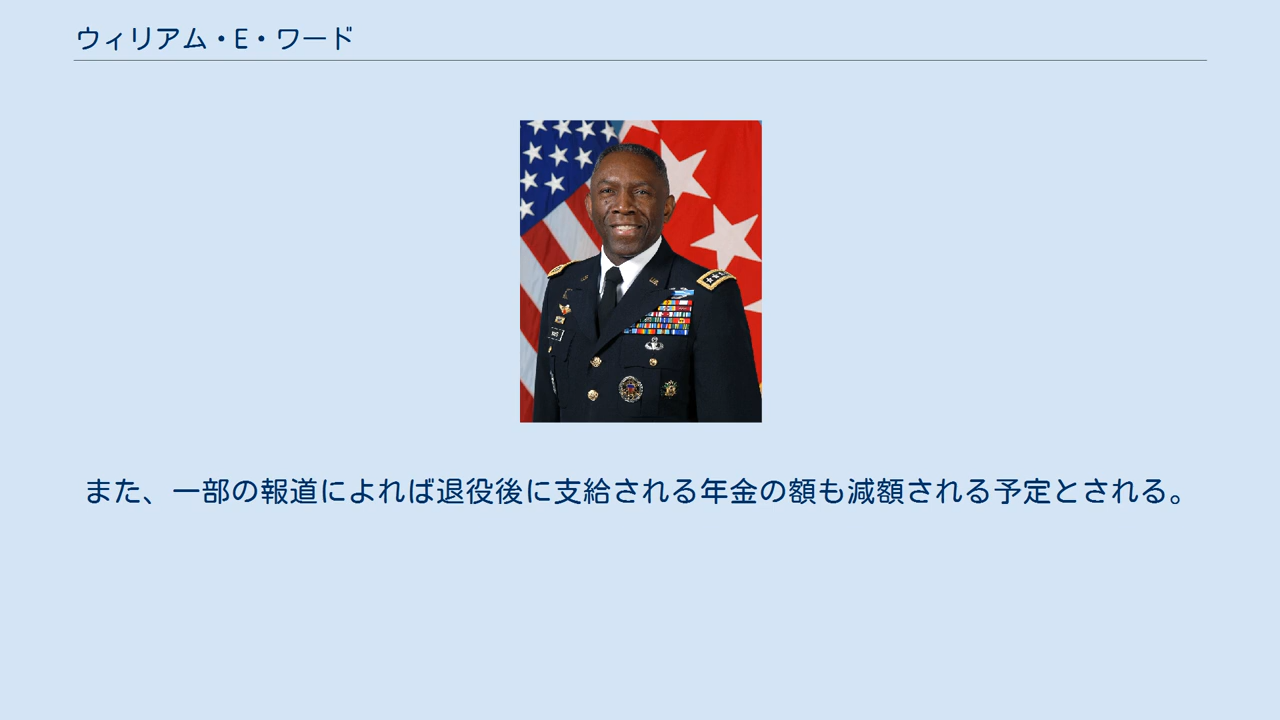 ウィリアム・E・ワード
また、一部の報道によれば退役後に支給される年金の額も減額される予定とされる。